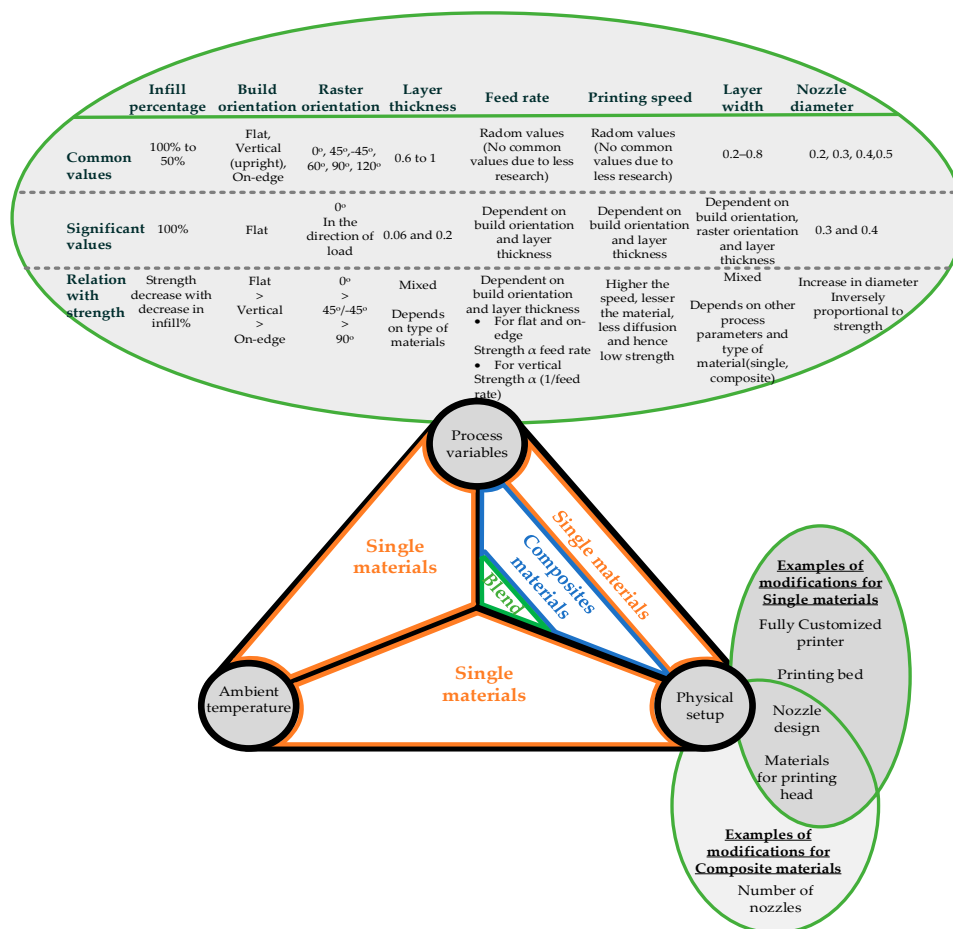 Infill percentage
Build orientation
Raster orientation
Layer thickness
Feed rate
Printing speed
Layer width
Nozzle diameter
Common values
100% to 50%
Flat,
Vertical
(upright),
On-edge
0º, 45º,-45º,
60º, 90º, 120º
0.6 to 1
Radom values
(No common
values due to less
research)
Radom values
(No common
values due to
less research)
0.2–0.8
0.2, 0.3, 0.4,0.5
Significant values
100%
Flat
0º
In the
direction of
load
0.06 and 0.2
Dependent on
build orientation
and layer
thickness
Dependent on
build orientation
and layer
thickness
Dependent on
build orientation,
raster orientation
and layer
thickness
0.3 and 0.4
Relation
with
strength
Strength
decrease with
decrease in
infill%
Flat
>
Vertical
>
On-edge
0º
>
45º/-45º
>
90º
Mixed
Depends
on type of
materials
Dependent on
build orientation
and layer thickness
• For flat and on-
edge
Strength α feed rate
• For vertical
Strength α (1/feed
rate)
Higher the
speed, lesser
the material,
less diffusion
and hence
low strength
Mixed
Depends on other
process
parameters and
type of
material(single,
composite)
Increase in diameter
Inversely
proportional to
strength
Process
variables
Single
materials
Single materials
Composites
materials
Blend
Single
materials
Ambient
temperature
Physical
setup
Examples of
modifications for
Single materials
Fully Customized
printer
Printing bed
Nozzle
design
Materials
for printing
head
Examples of
modifications for
Composite materials
Number of
nozzles